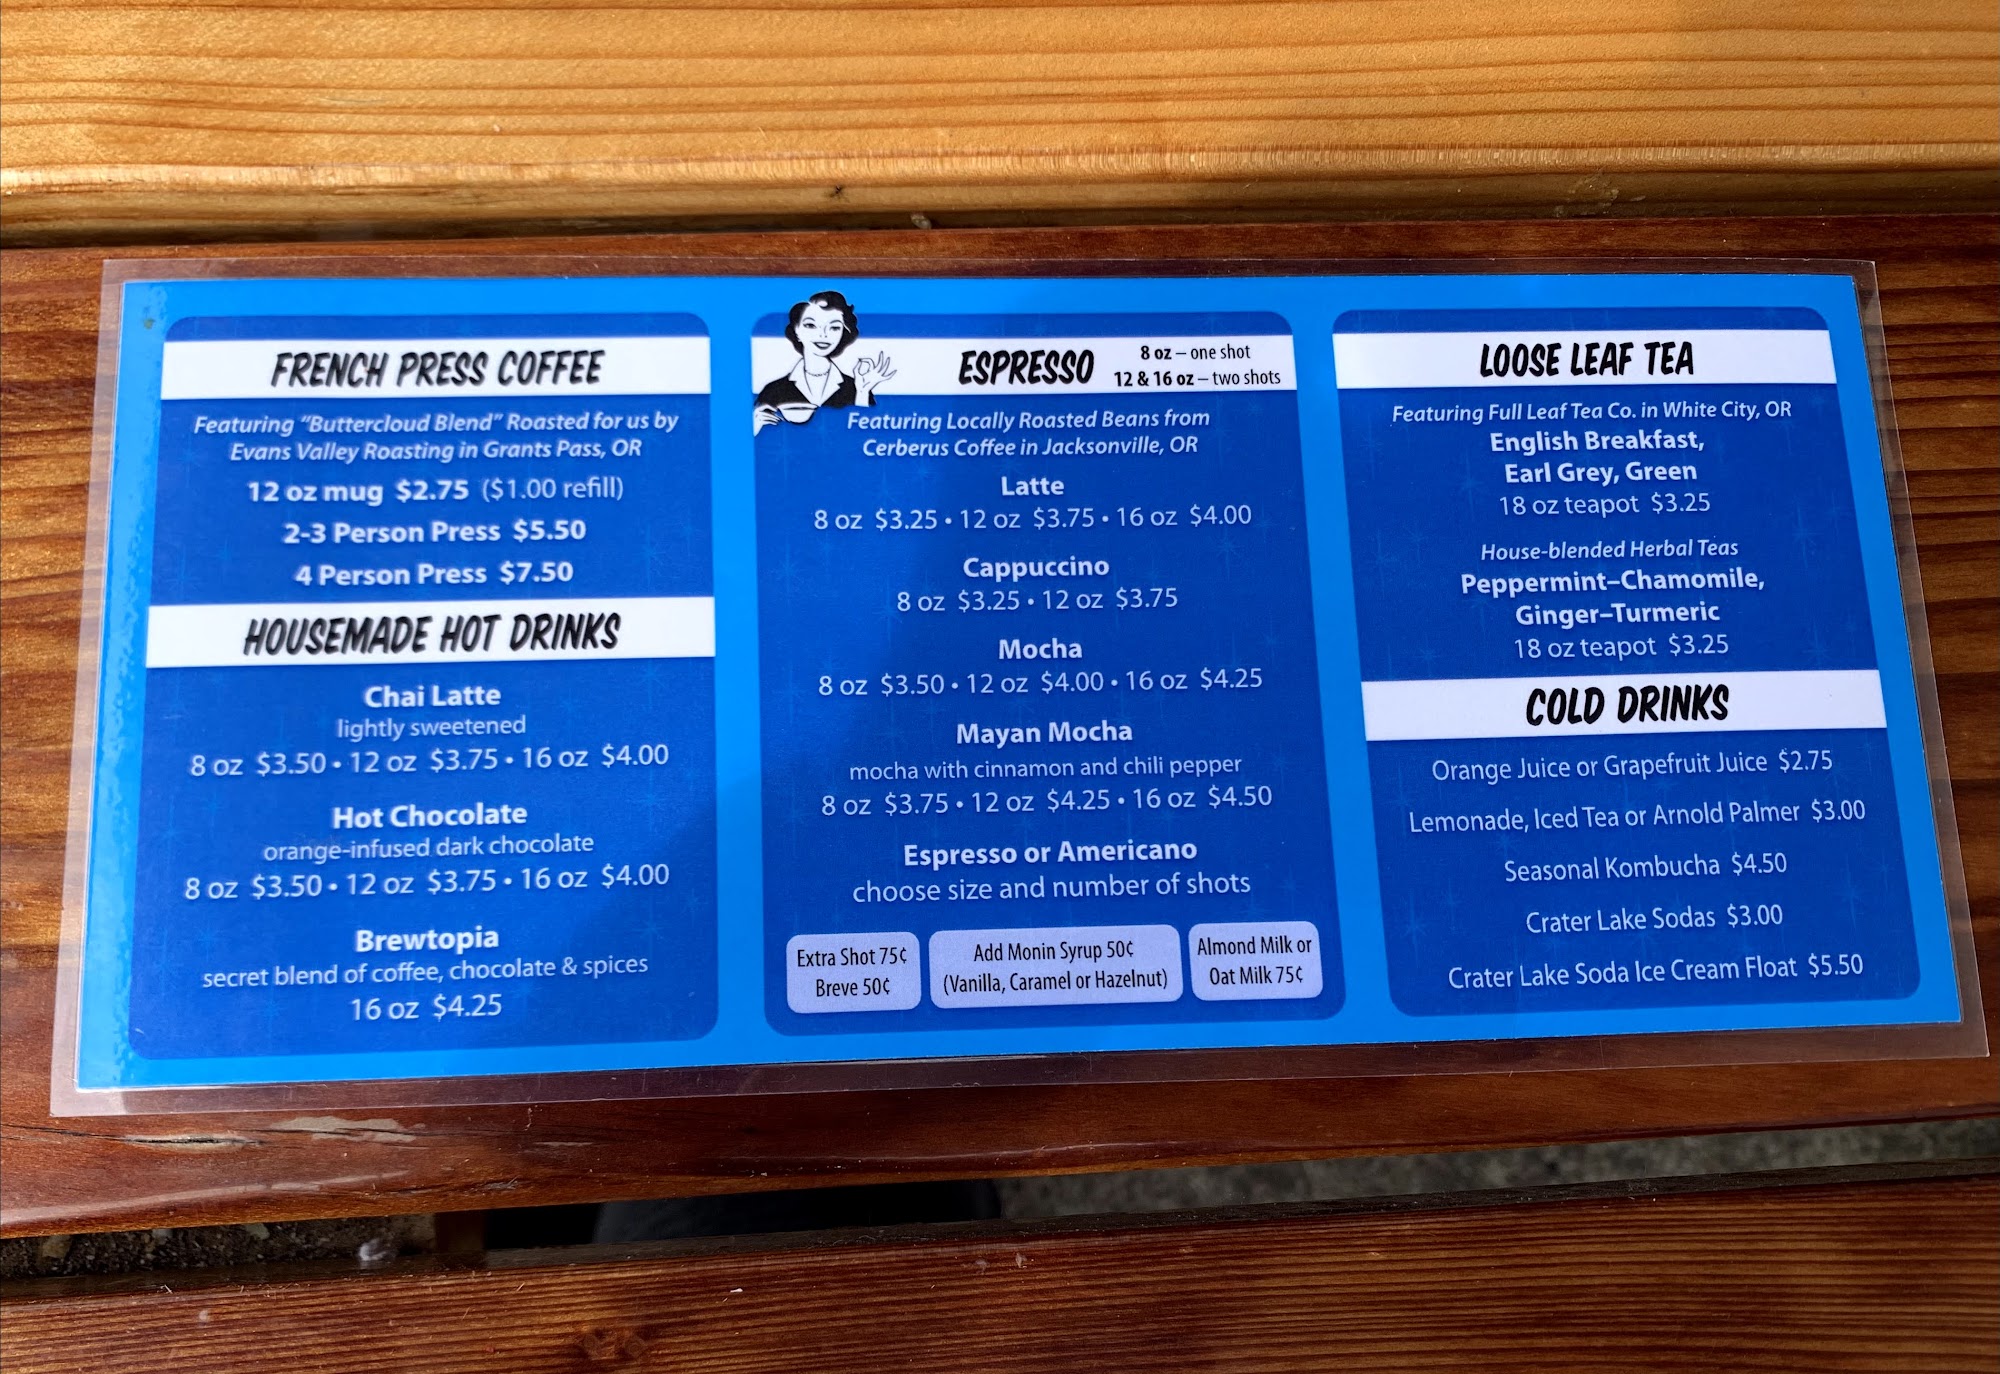 FRENCH PRESS COFFEE
Featuring “Buttercloud Blend” Roasted for us by
Evans Valley Roasting in Grants Pass, OR
12 oz mug $2.75 ($1.00 refill)
2-3 Person Press $5.50
4 Person Press $7.50
HOUSEMADE HOT DRINKS
Chai Latte
lightly sweetened
8 oz $3.50 • 12 oz $3.75 • 16 oz $4.00
Hot Chocolate
orange-infused dark chocolate
8 oz $3.50 • 12 oz $3.75 • 16 oz $4.00
Brewtopia
secret blend of coffee, chocolate & spices
16 oz $4.25
ESPRESSO
8 oz – one shot
12 & 16 oz – two shots
Featuring Locally Roasted Beans from
Cerberus Coffee in Jacksonville, OR
Latte
8 oz $3.25 • 12 oz $3.75 • 16 oz $4.00
Cappuccino
8 oz $3.25 • 12 oz $3.75
Mocha
8 oz $3.50 • 12 oz $4.00 • 16 oz $4.25
Mayan Mocha
mocha with cinnamon and chili pepper
8 oz $3.75 • 12 oz $4.25 • 16 oz $4.50
Espresso or Americano
choose size and number of shots
Extra Shot 75¢
Breve 50¢
Add Monin Syrup 50¢
(Vanilla, Caramel or Hazelnut)
Almond Milk or
Oat Milk 75¢
LOOSE LEAF TEA
Featuring Full Leaf Tea Co. in White City, OR
English Breakfast,
Earl Grey, Green
18 oz teapot $3.25
House-blended Herbal Teas
Peppermint–Chamomile,
Ginger–Turmeric
18 oz teapot $3.25
COLD DRINKS
Orange Juice or Grapefruit Juice $2.75
Lemonade, Iced Tea or Arnold Palmer $3.00
Seasonal Kombucha $4.50
Crater Lake Sodas $3.00
Crater Lake Soda Ice Cream Float $5.50